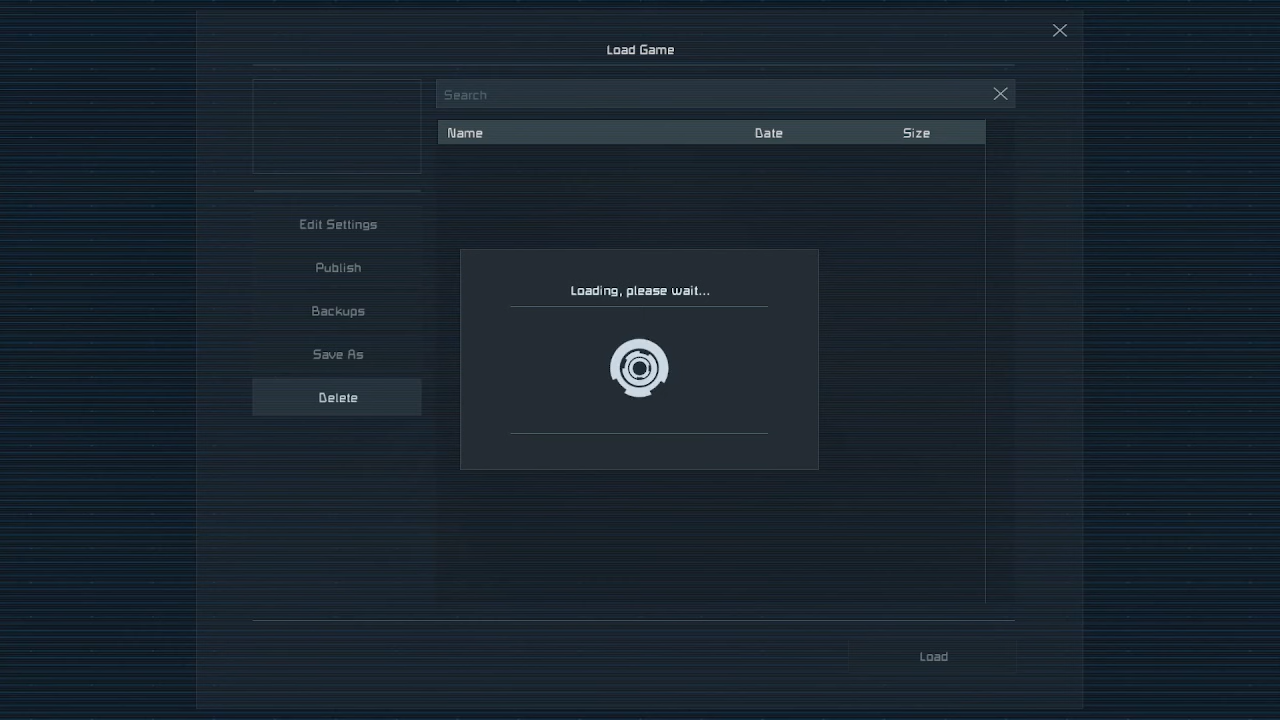 Load Game
Search
Name Date Size
Edit Settings
Publish
Backups
Save As
Delete
Loading, please wait...
Load